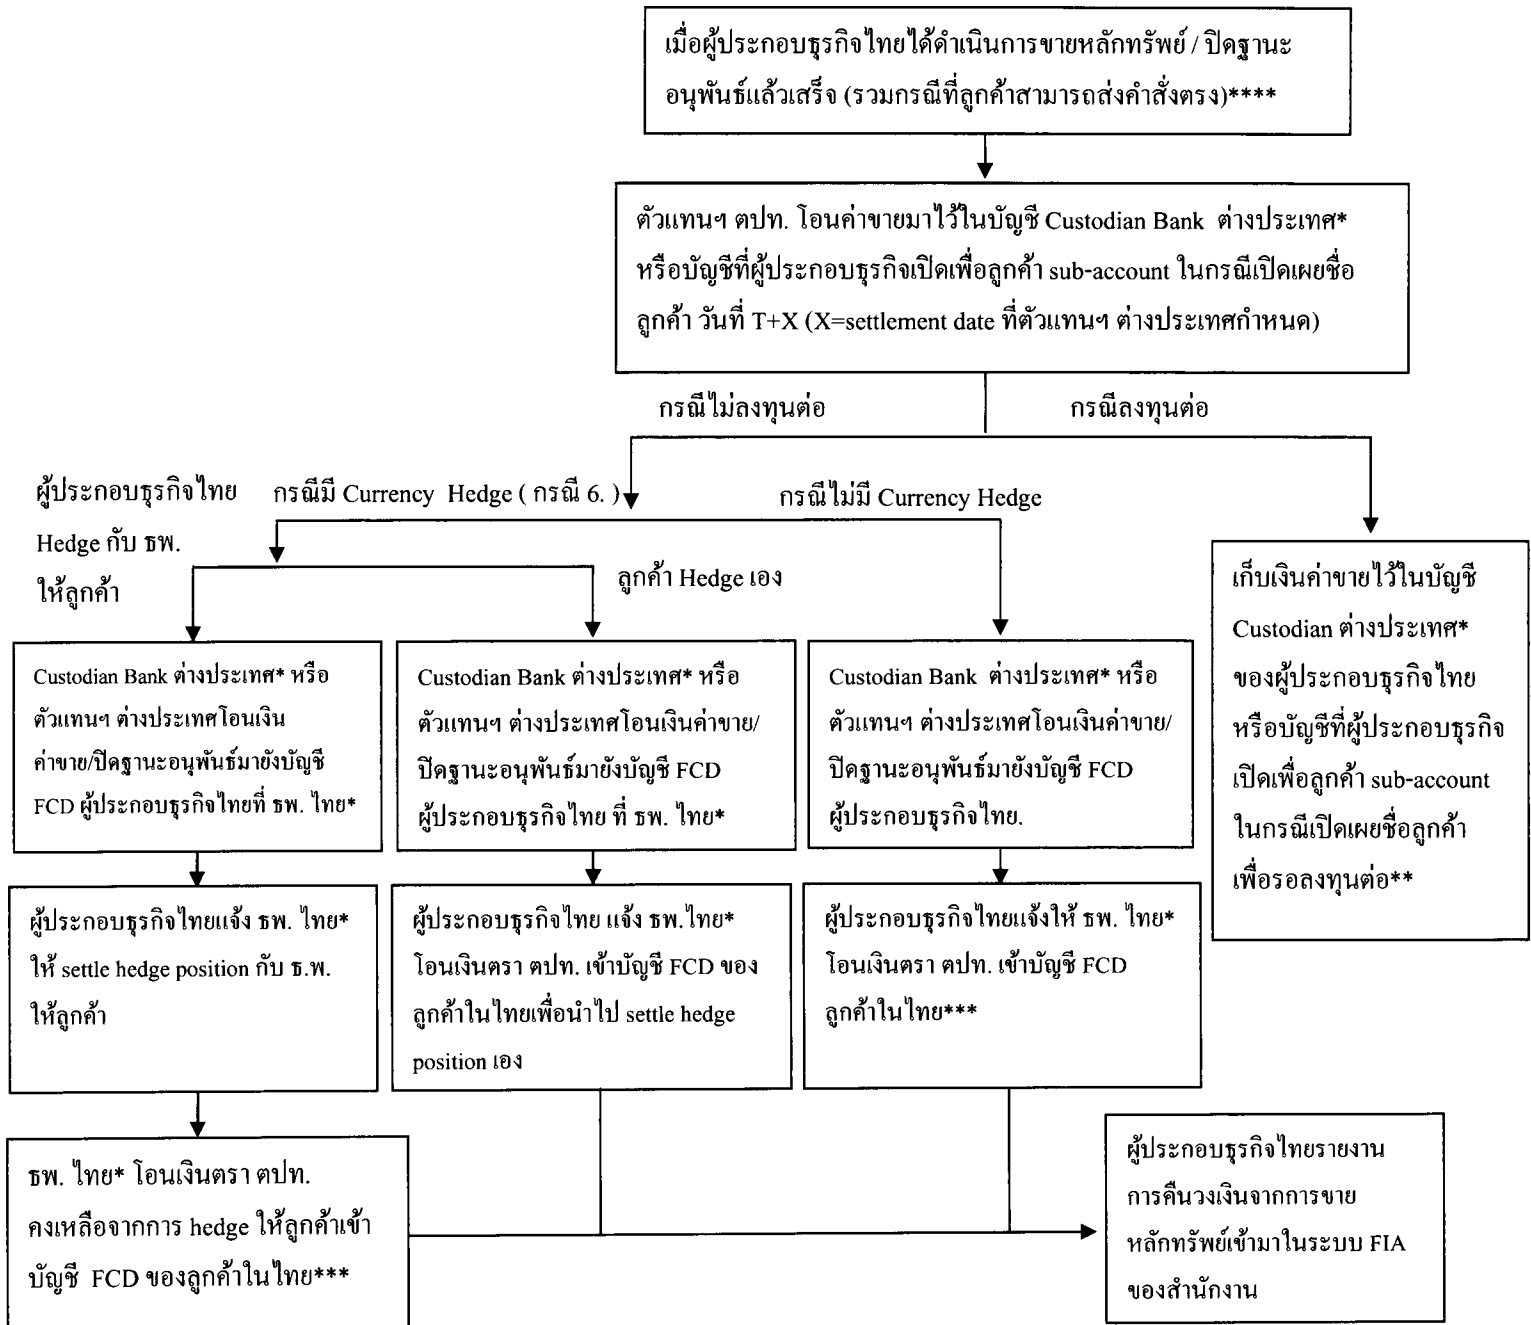 เมื่อผู้ประกอบธุรกิจไทยได้ดำเนินการขายหลักทรัพย์ / ปิดฐานะ
อนุพันธ์แล้วเสร็จ (รวมกรณีที่ลูกค้าสามารถส่งคำสั่งตรง)****
ตัวแทนฯ ตปท. โอนค่าขายมาไว้ในบัญชี Custodian Bank ต่างประเทศ*
หรือบัญชีที่ผู้ประกอบธุรกิจเปิดเพื่อลูกค้า sub-account ในกรณีเปิดเผยชื่อ
ลูกค้า วันที่ T+X (X=settlement date ที่ตัวแทนฯ ต่างประเทศกำหนด)
กรณีไม่ลงทุนต่อ
กรณีลงทุนต่อ
ผู้ประกอบธุรกิจไทย
Hedge กับ ธพ.
ให้ลูกค้า
กรณีมี Currency Hedge ( กรณี 6. )
กรณีไม่มี Currency Hedge
ลูกค้า Hedge เอง
Custodian Bank ต่างประเทศ* หรือ
ตัวแทนฯ ต่างประเทศโอนเงิน
ค่าขาย/ปิดฐานะอนุพันธ์มายังบัญชี
FCD ผู้ประกอบธุรกิจไทยที่ ธพ. ไทย*
Custodian Bank ต่างประเทศ* หรือ
ตัวแทนฯ ต่างประเทศโอนเงินค่าขาย/
ปิดฐานะอนุพันธ์มายังบัญชี FCD
ผู้ประกอบธุรกิจไทย ที่ ธพ. ไทย*
Custodian Bank ต่างประเทศ* หรือ
ตัวแทนฯ ต่างประเทศโอนเงินค่าขาย/
ปิดฐานะอนุพันธ์มายังบัญชี FCD
ผู้ประกอบธุรกิจไทย.
เก็บเงินค่าขายไว้ในบัญชี
Custodian ต่างประเทศ*
ของผู้ประกอบธุรกิจไทย
หรือบัญชีที่ผู้ประกอบธุรกิจ
เปิดเพื่อลูกค้า sub-account
ในกรณีเปิดเผยชื่อลูกค้า
เพื่อรอลงทุนต่อ**
ผู้ประกอบธุรกิจไทยแจ้ง ธพ. ไทย*
ให้ settle hedge position กับ ธ.พ.
ให้ลูกค้า
ผู้ประกอบธุรกิจไทย แจ้ง ธพ.ไทย*
โอนเงินตรา ตปท. เข้าบัญชี FCD ของ
ลูกค้าในไทยเพื่อนำไป settle hedge
position เอง
ผู้ประกอบธุรกิจไทยแจ้งให้ ธพ. ไทย*
โอนเงินตรา ตปท. เข้าบัญชี FCD
ลูกค้าในไทย***
ธพ. ไทย* โอนเงินตรา ตปท.
คงเหลือจากการ hedge ให้ลูกค้าเข้า
บัญชี FCD ของลูกค้าในไทย***
ผู้ประกอบธุรกิจไทยรายงาน
การคืนวงเงินจากการขาย
หลักทรัพย์เข้ามาในระบบ FIA
ของสำนักงาน